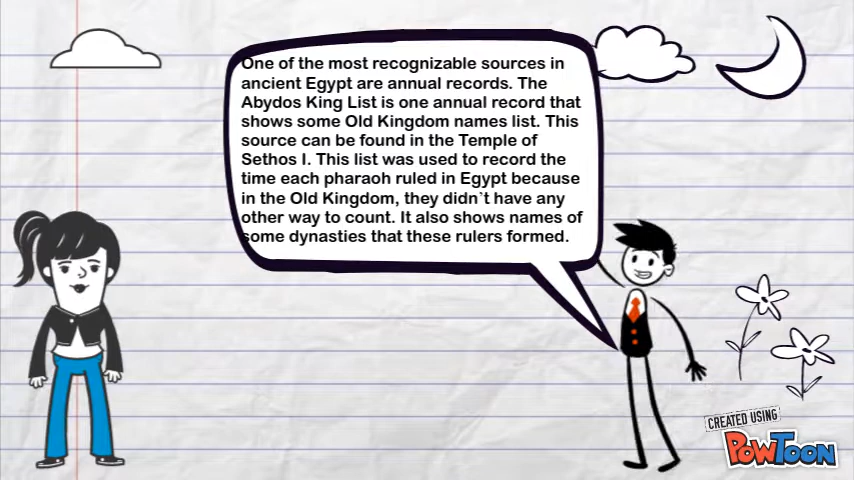 One of the most recognizable sources in
ancient Egypt are annual records. The
Abydos King List is one annual record that
shows some Old Kingdom names list. This
source can be found in the Temple of
Sethos I. This list was used to record the
time each pharaoh ruled in Egypt because
in the Old Kingdom, they didn`t have any
other way to count. It also shows names of
some dynasties that these rulers formed.
CREATED USING
POWTOON